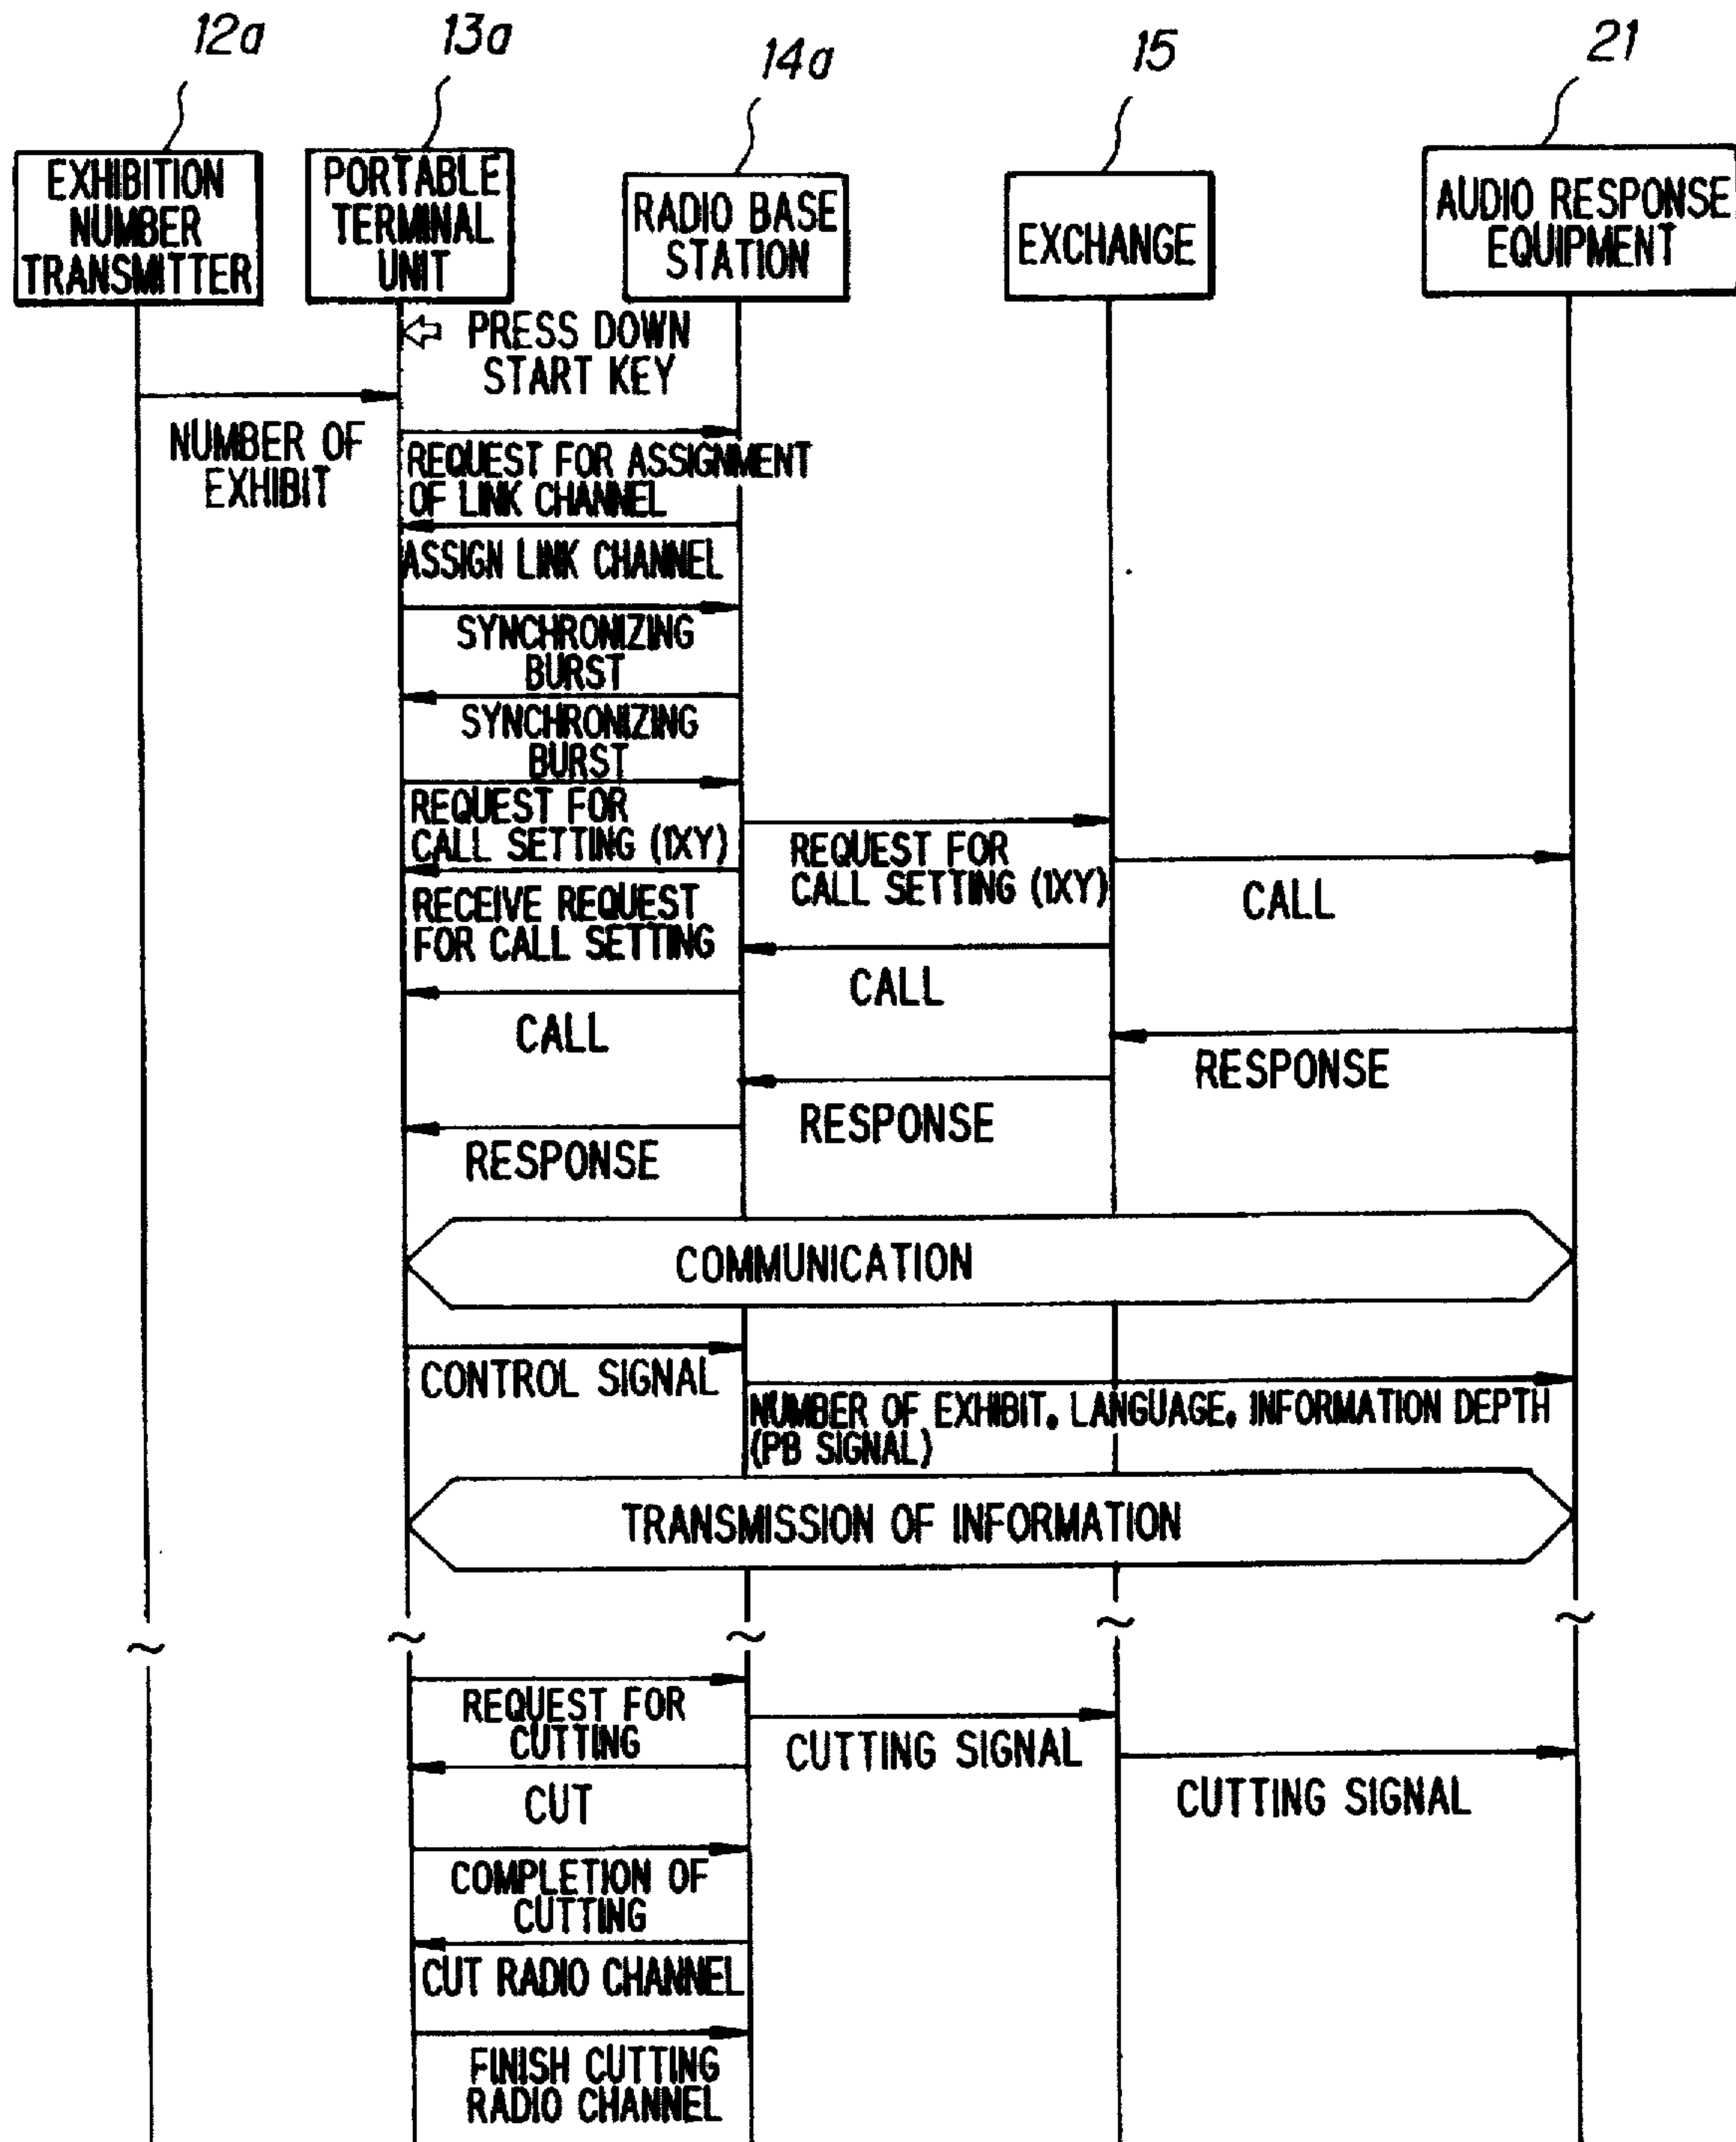 12a
13a
14a
15
21
EXHIBITION
NUMBER
TRANSMITTER
PORTABLE
TERMINAL
UNIT
RADIO BASE
STATION
EXCHANGE
AUDIO RESPONSE
EQUIPMENT
PRESS DOWN
START KEY
NUMBER OF
EXHIBIT
REQUEST FOR ASSIGNMENT
OF LINK CHANNEL
ASSIGN LINK CHANNEL
SYNCHRONIZING
BURST
SYNCHRONIZING
BURST
REQUEST FOR
CALL SETTING (1XY)
REQUEST FOR
CALL SETTING (1XY)
CALL
RECEIVE REQUEST
FOR CALL SETTING
CALL
CALL
RESPONSE
RESPONSE
RESPONSE
COMMUNICATION
CONTROL SIGNAL
NUMBER OF EXHIBIT, LANGUAGE, INFORMATION DEPTH
(PB SIGNAL)
TRANSMISSION OF INFORMATION
~
~
~
~
~
REQUEST FOR
CUTTING
CUTTING SIGNAL
CUTTING SIGNAL
CUT
COMPLETION OF
CUTTING
CUT RADIO CHANNEL
FINISH CUTTING
RADIO CHANNEL